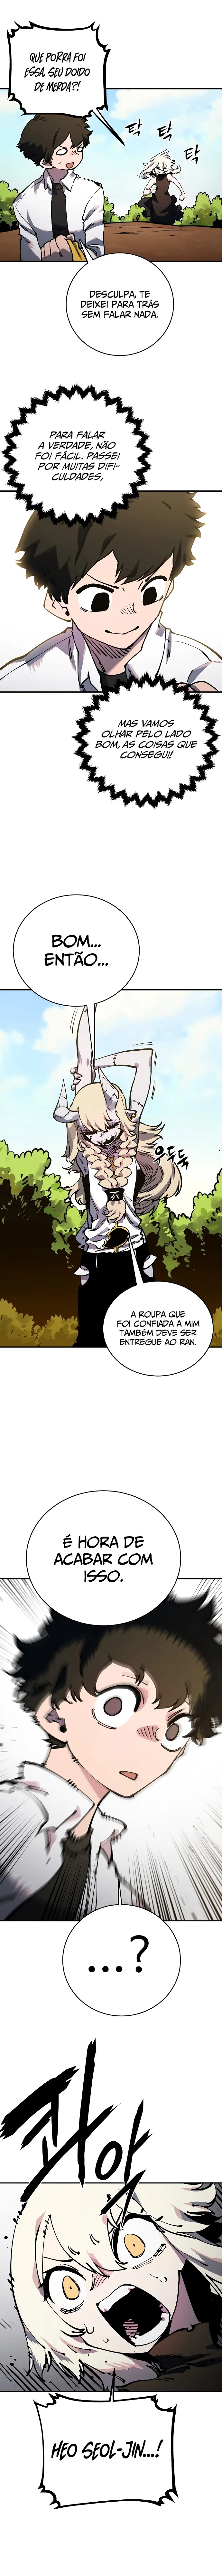 QUE PORRA FOI
ESSA, SEU DOIDO
DE MERDA?!
탁
탁
탁
DESCULPA, TE
DEIXEI PARA TRÁS
SEM FALAR NADA.
PARA FALAR
A VERDADE, NÃO
FOI FÁCIL. PASSEI
POR MUITAS DIFI-
CULDADES,
MAS VAMOS
OLHAR PELO LADO
BOM, AS COISAS QUE
CONSEGUI!
BOM...
ENTÃO...
우두둑
A ROUPA QUE
FOI CONFIADA A MIM
TAMBÉM DEVE SER
ENTREGUE AO RAN.
É HORA DE
ACABAR COM
ISSO.
...?
HEO SEOL-JIN...!